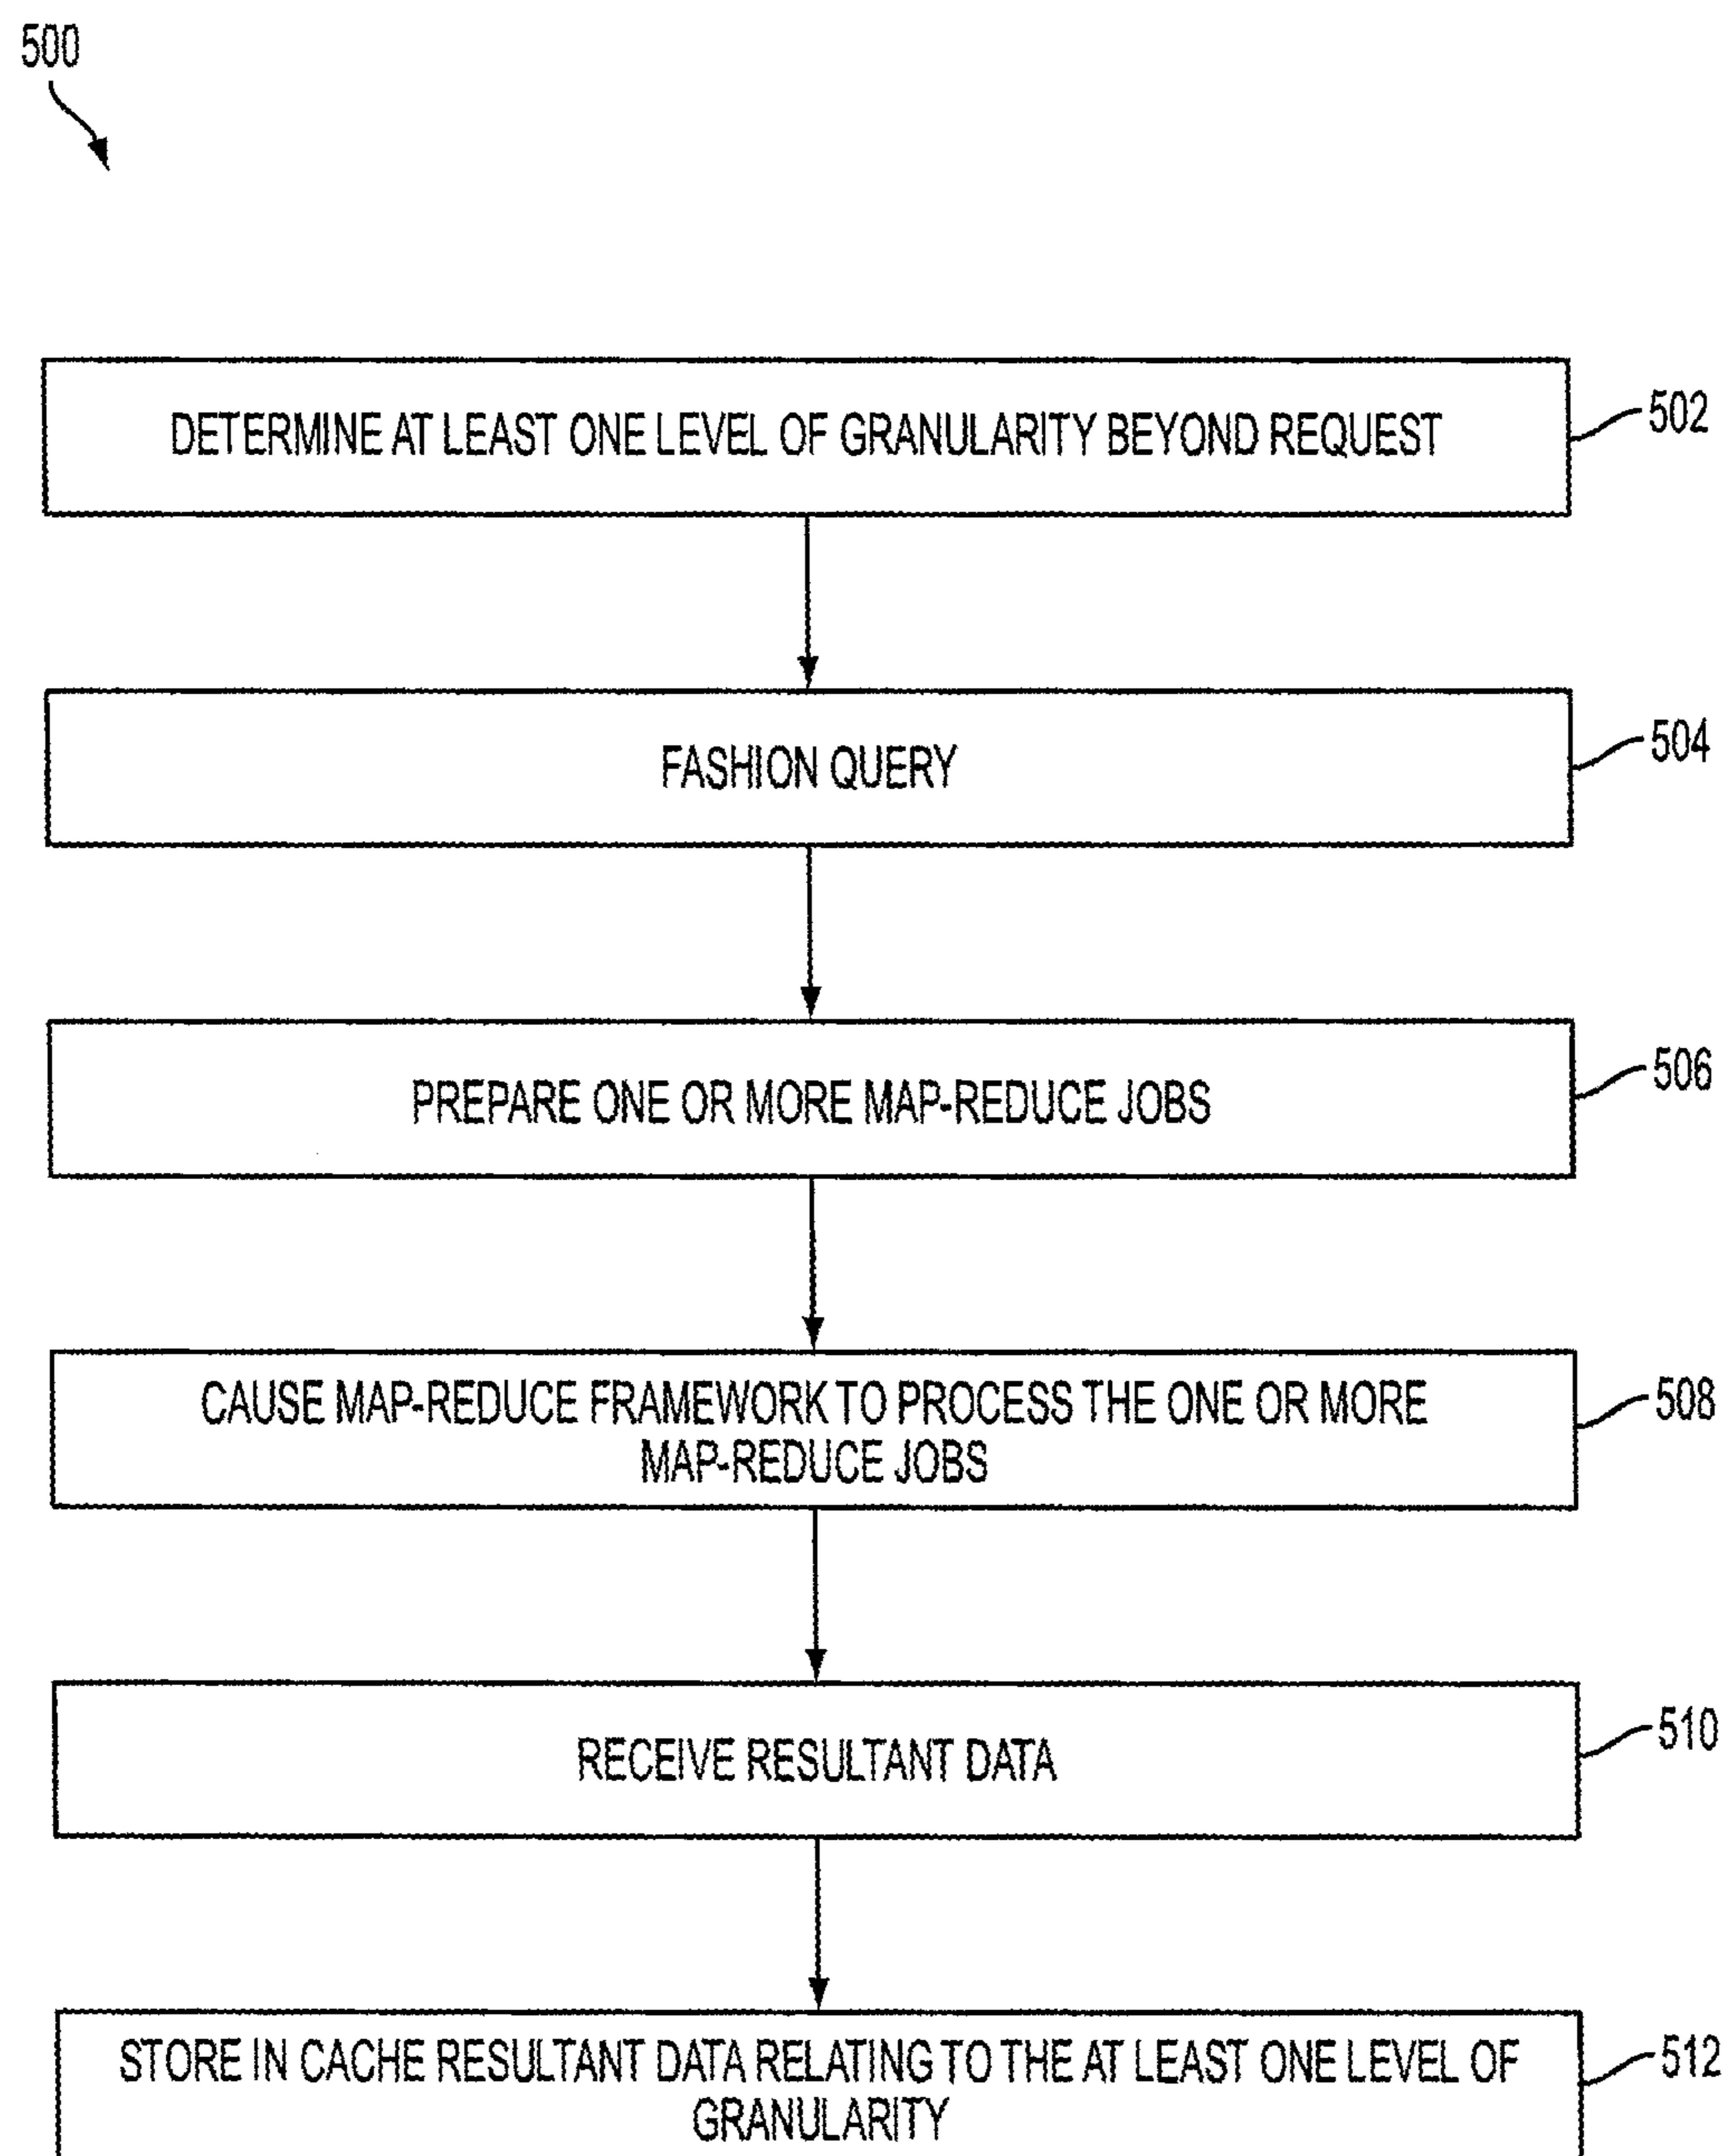 500
DETERMINE AT LEAST ONE LEVEL OF GRANULARITY BEYOND REQUEST
502
FASHION QUERY
504
PREPARE ONE OR MORE MAP-REDUCE JOBS
506
CAUSE MAP-REDUCE FRAMEWORK TO PROCESS THE ONE OR MORE
MAP-REDUCE JOBS
508
RECEIVE RESULTANT DATA
510
STORE IN CACHE RESULTANT DATA RELATING TO THE AT LEAST ONE LEVEL OF
GRANULARITY
512